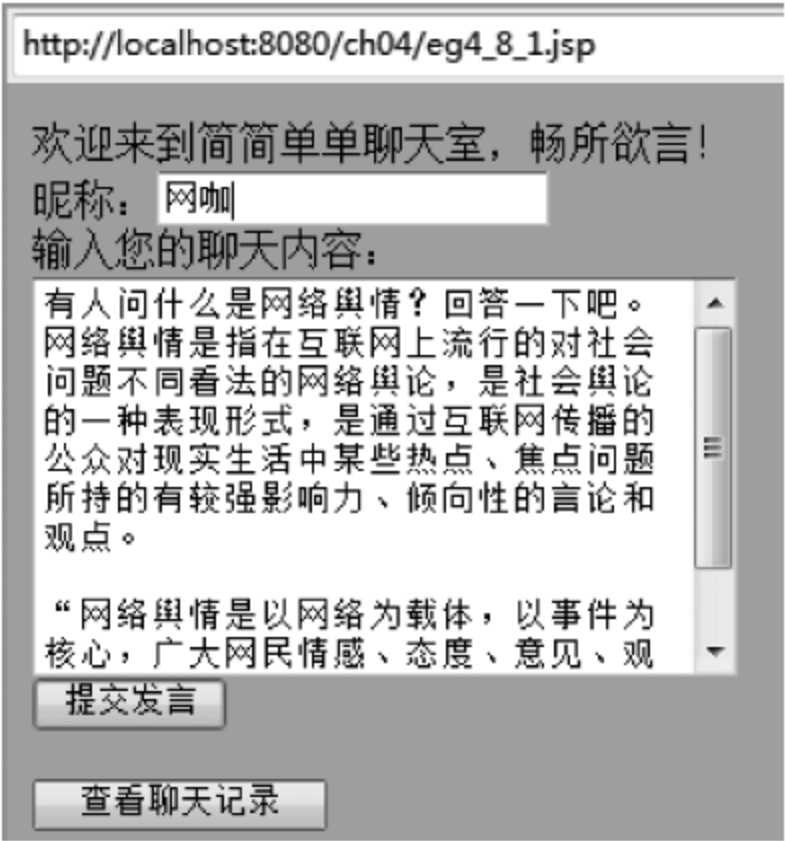 http://localhost:8080/ch04/eg4_8_1.jsp
欢迎来到简简单单聊天室，畅所欲言！
昵称：网咖
输入您的聊天内容：
有人问什么是网络舆情？回答一下吧。
网络舆情是指在互联网上流行的对社会
问题不同看法的网络舆论，是社会舆论
的一种表现形式，是通过互联网传播的
公众对现实生活中某些热点、焦点问题
所持的有较强影响力、倾向性的言论和
观点。
“网络舆情是以网络为载体，以事件为
核心，广大网民情感、态度、意见、观
提交发言
查看聊天记录